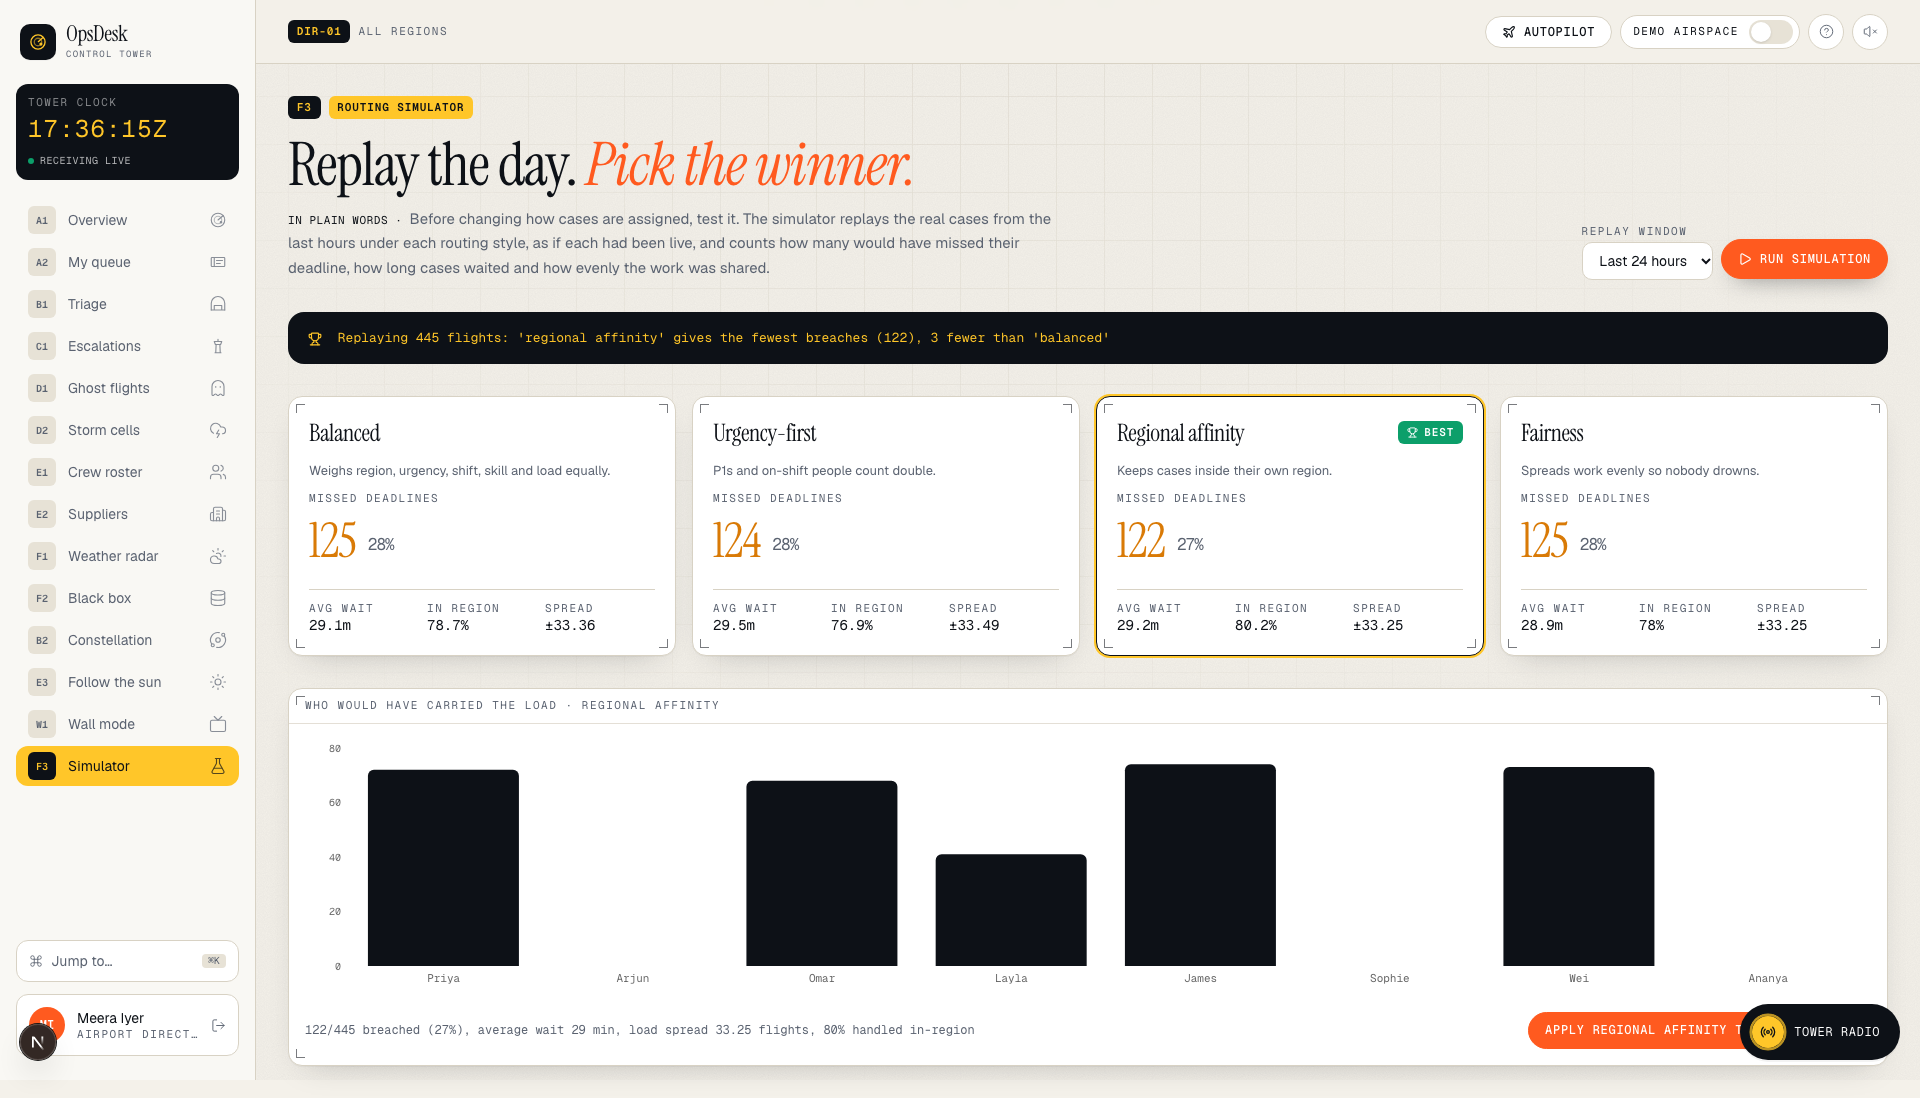 OpsDesk
CONTROL TOWER
TOWER CLOCK
17:36:15Z
RECEIVING LIVE
A1 Overview
A2 My queue
B1 Triage
C1 Escalations
D1 Ghost flights
D2 Storm cells
E1 Crew roster
E2 Suppliers
F1 Weather radar
F2 Black box
B2 Constellation
E3 Follow the sun
W1 Wall mode
F3 Simulator
⌘ Jump to... ⌘K
Meera Iyer
AIRPORT DIRECT…
N
DIR-01 ALL REGIONS
AUTOPILOT
DEMO AIRSPACE
F3 ROUTING SIMULATOR
Replay the day. Pick the winner.
IN PLAIN WORDS · Before changing how cases are assigned, test it. The simulator replays the real cases from the
last hours under each routing style, as if each had been live, and counts how many would have missed their
deadline, how long cases waited and how evenly the work was shared.
REPLAY WINDOW
Last 24 hours
RUN SIMULATION
Replaying 445 flights: 'regional affinity' gives the fewest breaches (122), 3 fewer than 'balanced'
Balanced
Weighs region, urgency, shift, skill and load equally.
MISSED DEADLINES
125 28%
AVG WAIT IN REGION SPREAD
29.1m 78.7% ±33.36
Urgency-first
P1s and on-shift people count double.
MISSED DEADLINES
124 28%
AVG WAIT IN REGION SPREAD
29.5m 76.9% ±33.49
Regional affinity BEST
Keeps cases inside their own region.
MISSED DEADLINES
122 27%
AVG WAIT IN REGION SPREAD
29.2m 80.2% ±33.25
Fairness
Spreads work evenly so nobody drowns.
MISSED DEADLINES
125 28%
AVG WAIT IN REGION SPREAD
28.9m 78% ±33.25
WHO WOULD HAVE CARRIED THE LOAD · REGIONAL AFFINITY
80
60
40
20
0
Priya Arjun Omar Layla James Sophie Wei Ananya
122/445 breached (27%), average wait 29 min, load spread 33.25 flights, 80% handled in-region
APPLY REGIONAL AFFINITY
TOWER RADIO